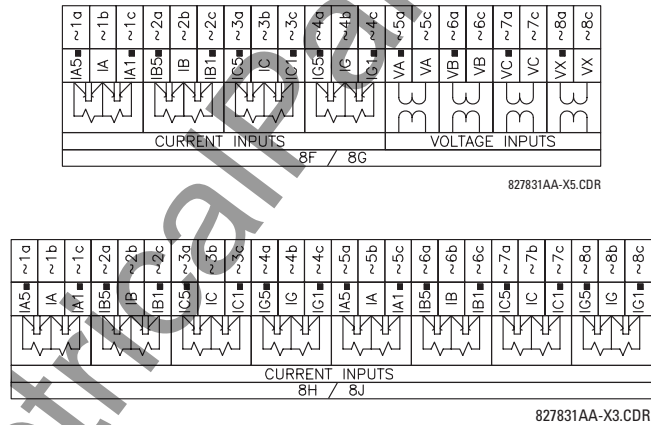 ~1a ~1b ~1c ~2a ~2b ~2c ~3a ~3b ~3c ~4a ~4b ~4c ~5a ~5c ~6a ~6c ~7a ~7c ~8a ~8c
IA5 IA IA1 IB5 IB IB1 IC5 IC IC1 IG5 IG IG1 VA VA VB VB VC VC VX VX
CURRENT INPUTS VOLTAGE INPUTS
8F / 8G
827831AA-X5.CDR
~1a ~1b ~1c ~2a ~2b ~2c ~3a ~3b ~3c ~4a ~4b ~4c ~5a ~5b ~5c ~6a ~6b ~6c ~7a ~7b ~7c ~8a ~8b ~8c
IA5 IA IA1 IB5 IB IB1 IC5 IC IC1 IG5 IG IG1 IA5 IA IA1 IB5 IB IB1 IC5 IC IC1 IG5 IG IG1
CURRENT INPUTS
8H / 8J
827831AA-X3.CDR